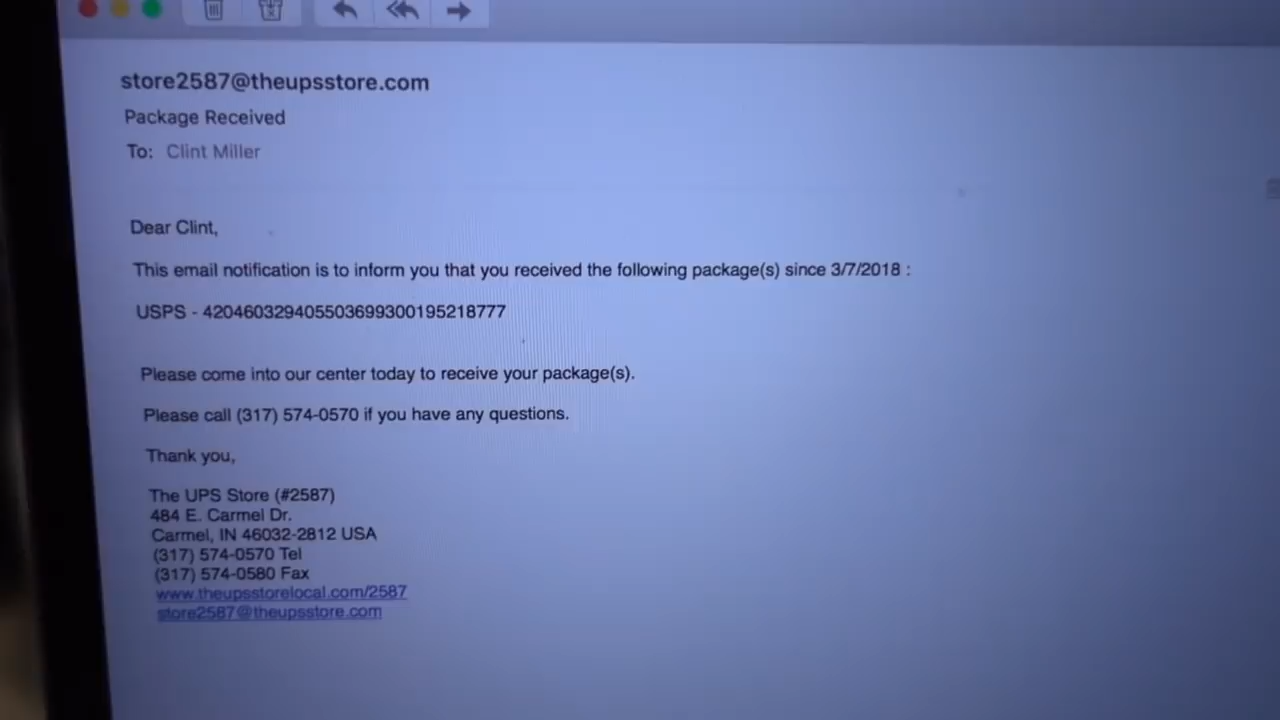 store2587@theupsstore.com
Package Received
To: Clint Miller
Dear Clint,
This email notification is to inform you that you received the following package(s) since 3/7/2018 :
USPS - 420460329405503699300195218777
Please come into our center today to receive your package(s).
Please call (317) 574-0570 if you have any questions.
Thank you,
The UPS Store (#2587)
484 E. Carmel Dr.
Carmel, IN 46032-2812 USA
(317) 574-0570 Tel
(317) 574-0580 Fax
www.theupsstorelocal.com/2587
store2587@theupsstore.com